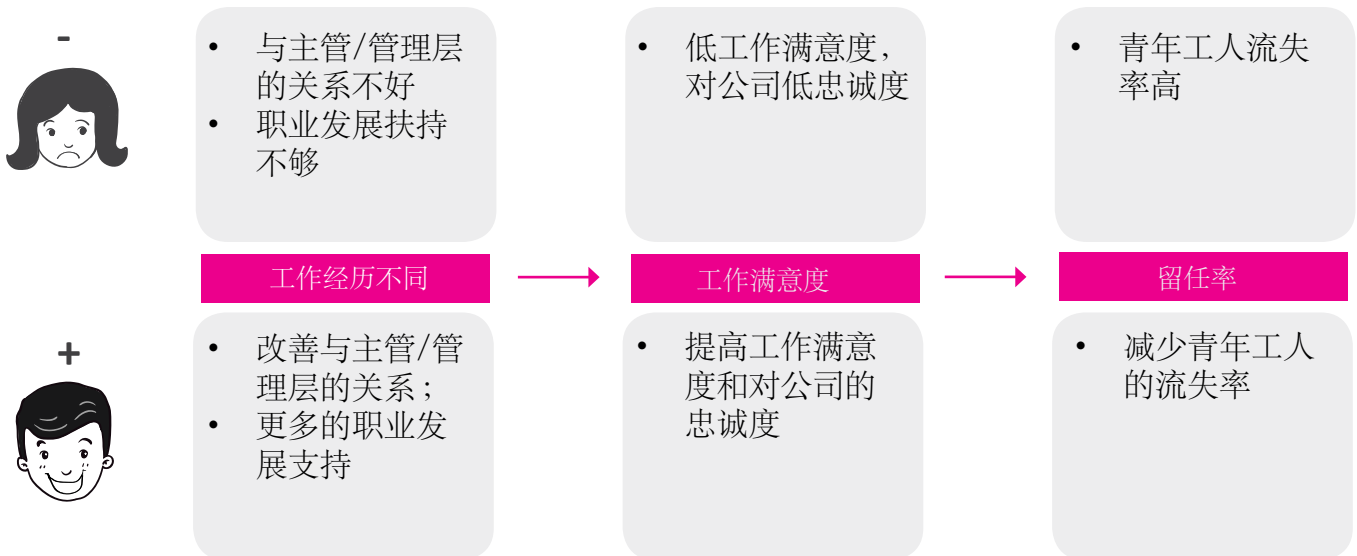 -
• 与主管/管理层
的关系不好
• 职业发展扶持
不够
• 低工作满意度,
对公司低忠诚度
• 青年工人流失
率高
工作经历不同
工作满意度
留任率
+
• 改善与主管/管
理层的关系;
• 更多的职业发
展支持
• 提高工作满意
度和对公司的
忠诚度
• 减少青年工人
的流失率